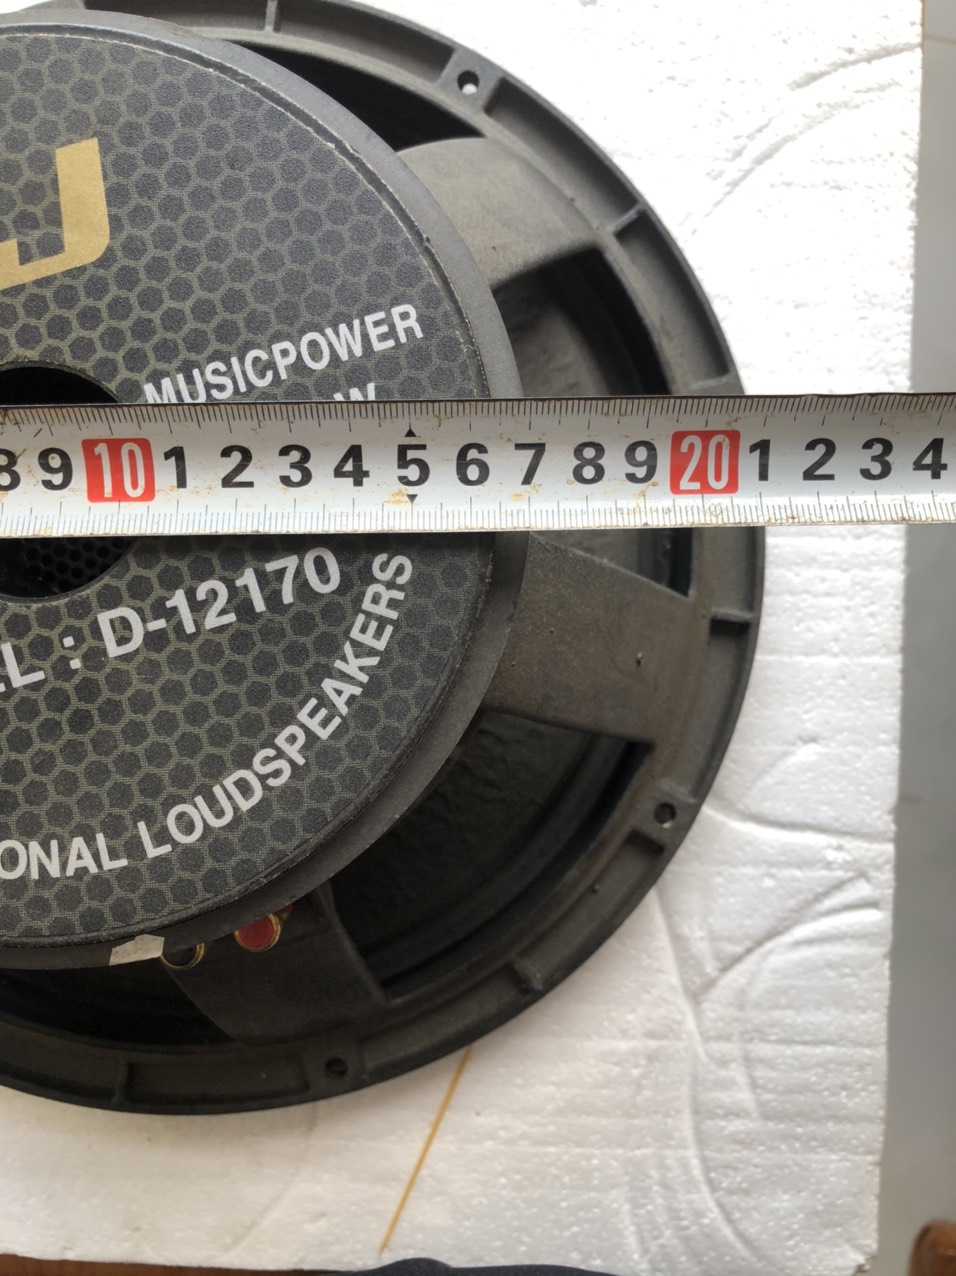 J
MUSICPOWER
W
8 9 10 1 2 3 4 5 6 7 8 9 20 1 2 3 4
L : D-12170
ONAL LOUDSPEAKERS